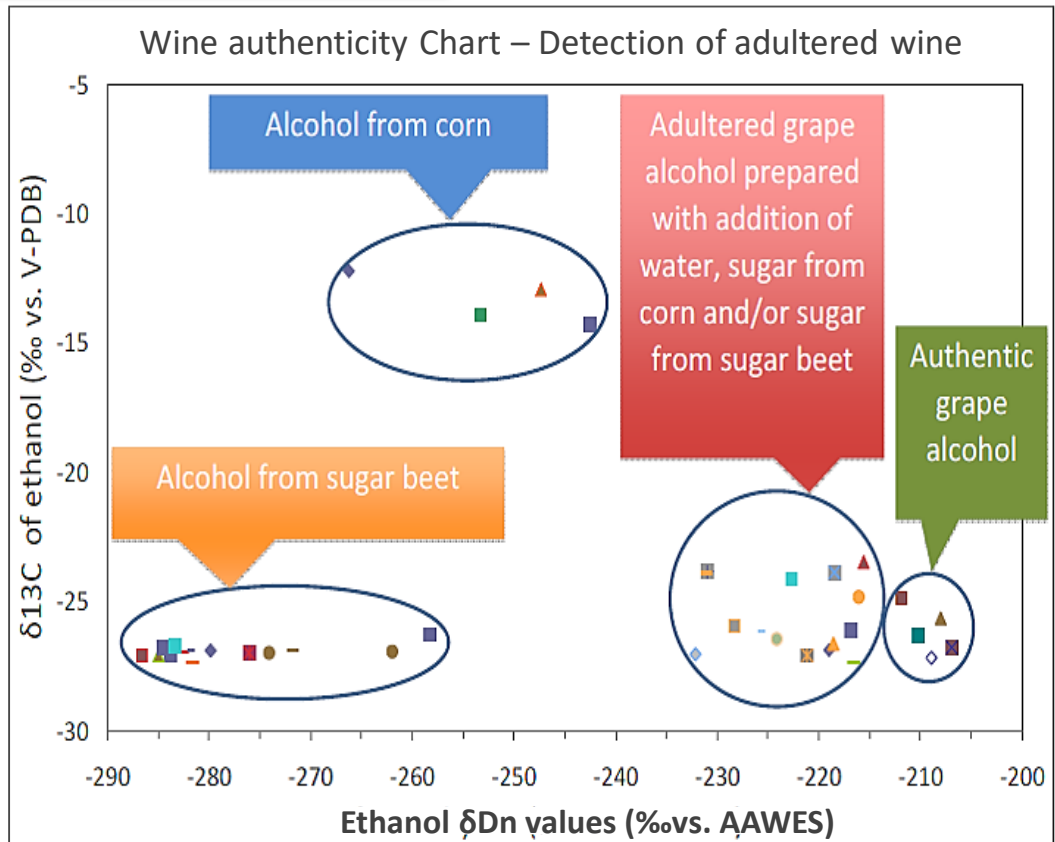 Wine authenticity Chart – Detection of adultered wine
-5
-10
-15
-20
-25
-30
δ13C of ethanol (‰ vs. V-PDB)
Alcohol from corn
Adultered grape
alcohol prepared
with addition of
water, sugar from
corn and/or sugar
from sugar beet
Authentic
grape
alcohol
Alcohol from sugar beet
-290 -280 -270 -260 -250 -240 -230 -220 -210 -200
Ethanol δDn values (‰vs. AAWES)